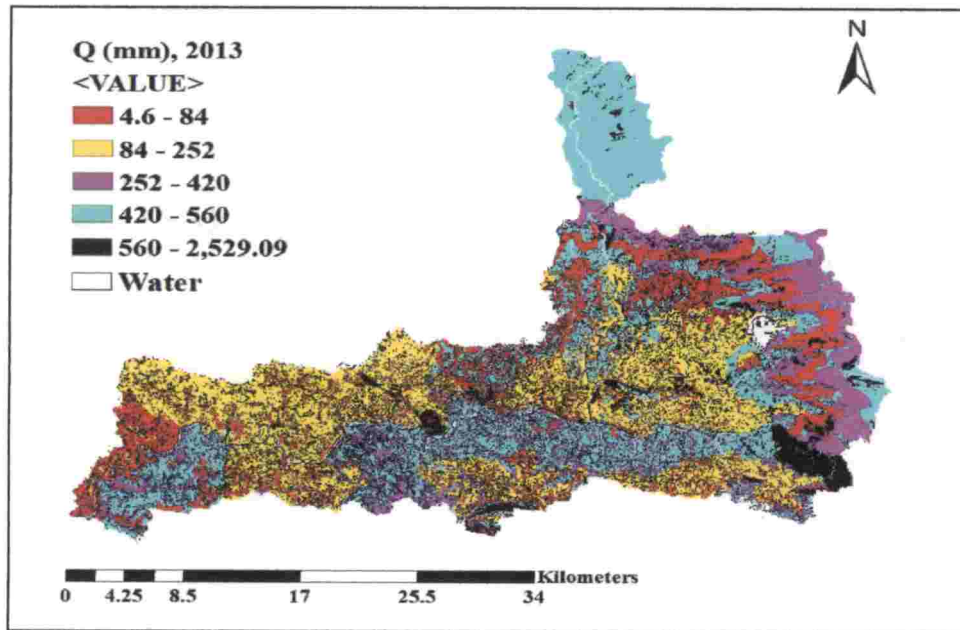 Q (mm), 2013
<VALUE>
4.6 - 84
84 - 252
252 - 420
420 - 560
560 - 2,529.09
Water
N
Kilometers
0 4.25 8.5 17 25.5 34